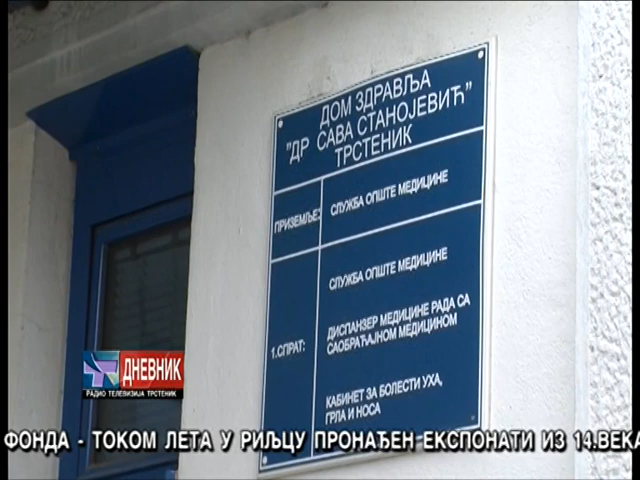 ДОМ ЗДРАВЉА
"ДР САВА СТАНОЈЕВИЋ"
ТРСТЕНИК
ПРИЗЕМЉЕ:
СЛУЖБА ОПШТЕ МЕДИЦИНЕ
1.СПРАТ:
СЛУЖБА ОПШТЕ МЕДИЦИНЕ
ДИСПАНЗЕР МЕДИЦИНЕ РАДА СА
САОБРАЋАЈНОМ МЕДИЦИНОМ
КАБИНЕТ ЗА БОЛЕСТИ УХА,
ГРЛА И НОСА
ДНЕВНИК
РАДИО ТЕЛЕВИЗИЈА ТРСТЕНИК
ФОНДА - ТОКОМ ЛЕТА У РИЉЦУ ПРОНАЂЕН ЕКСПОНАТИ ИЗ 14.ВЕКА